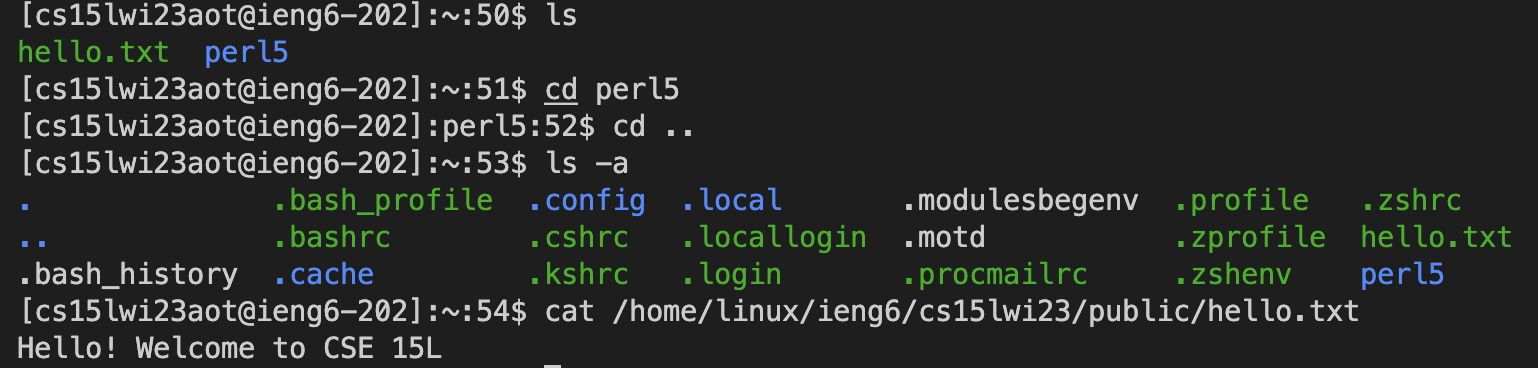 [cs15lwi23aot@ieng6-202]:~:50$ ls
hello.txt  perl5
[cs15lwi23aot@ieng6-202]:~:51$ cd perl5
[cs15lwi23aot@ieng6-202]:perl5:52$ cd ..
[cs15lwi23aot@ieng6-202]:~:53$ ls -a
.              .bash_profile  .config  .local       .modulesbegenv  .profile   .zshrc
..             .bashrc        .cshrc   .locallogin  .motd           .zprofile  hello.txt
.bash_history  .cache         .kshrc   .login       .procmailrc     .zshenv    perl5
[cs15lwi23aot@ieng6-202]:~:54$ cat /home/linux/ieng6/cs15lwi23/public/hello.txt
Hello! Welcome to CSE 15L